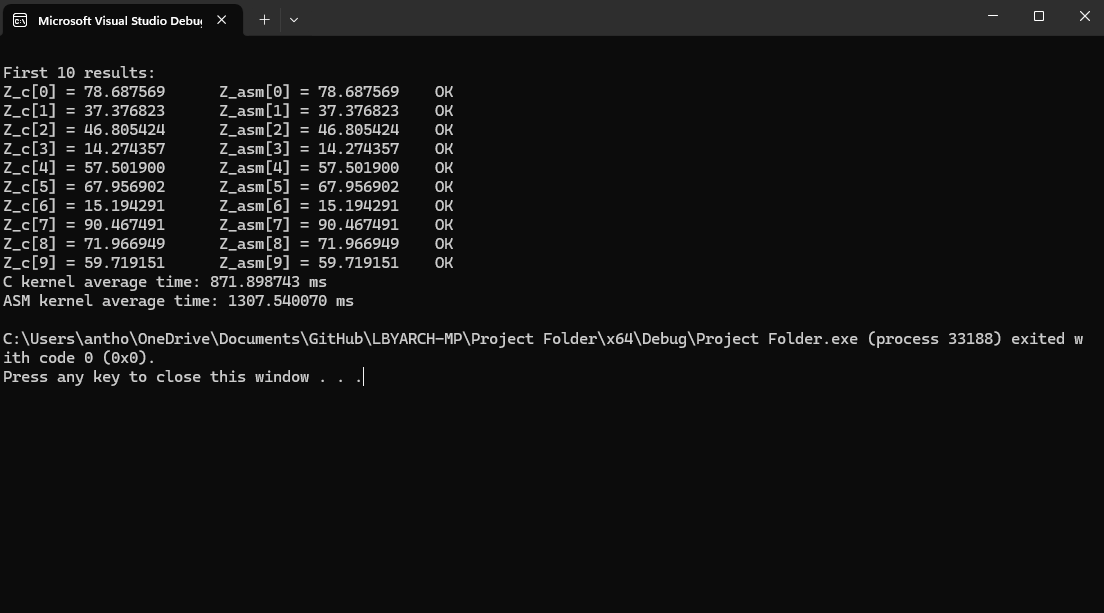 Microsoft Visual Studio Debug
First 10 results:
Z_c[0] = 78.687569      Z_asm[0] = 78.687569    OK
Z_c[1] = 37.376823      Z_asm[1] = 37.376823    OK
Z_c[2] = 46.805424      Z_asm[2] = 46.805424    OK
Z_c[3] = 14.274357      Z_asm[3] = 14.274357    OK
Z_c[4] = 57.501900      Z_asm[4] = 57.501900    OK
Z_c[5] = 67.956902      Z_asm[5] = 67.956902    OK
Z_c[6] = 15.194291      Z_asm[6] = 15.194291    OK
Z_c[7] = 90.467491      Z_asm[7] = 90.467491    OK
Z_c[8] = 71.966949      Z_asm[8] = 71.966949    OK
Z_c[9] = 59.719151      Z_asm[9] = 59.719151    OK
C kernel average time: 871.898743 ms
ASM kernel average time: 1307.540070 ms
C:\Users\antho\OneDrive\Documents\GitHub\LBYARCH-MP\Project Folder\x64\Debug\Project Folder.exe (process 33188) exited w
ith code 0 (0x0).
Press any key to close this window . . .